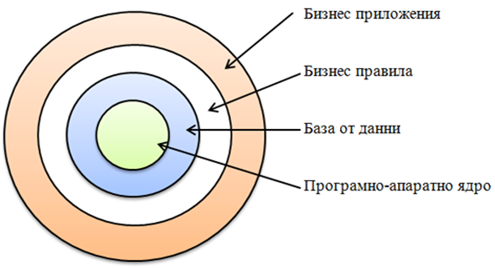 Бизнес приложения
Бизнес правила
База от данни
Програмно-апаратно ядро